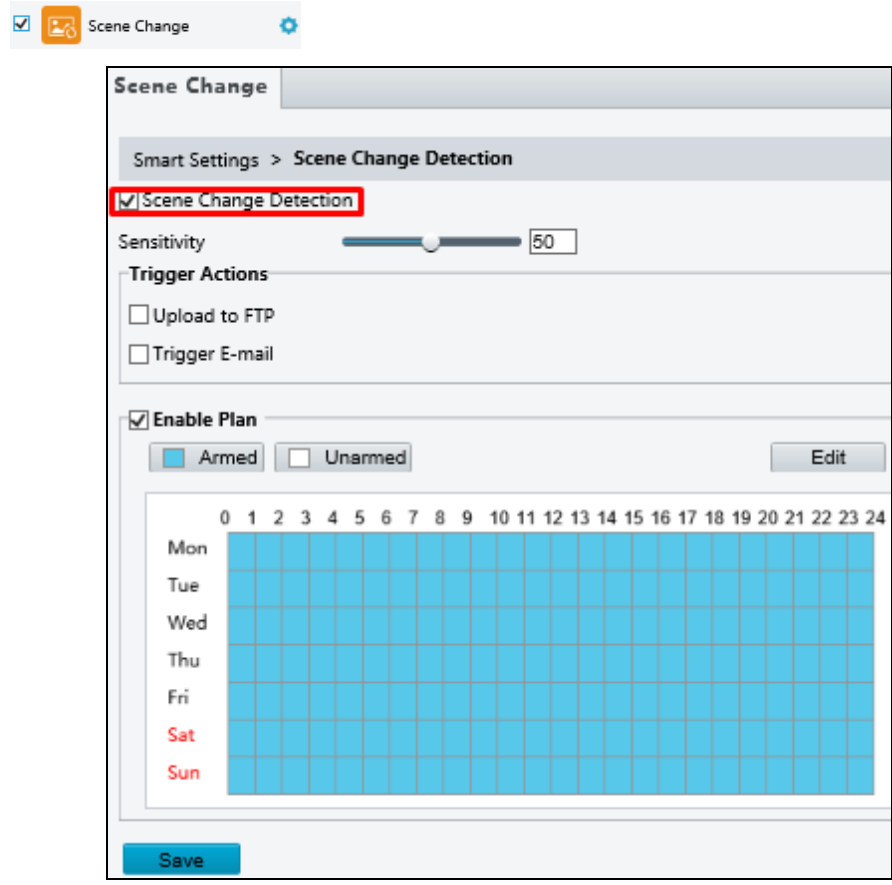 Scene Change
Scene Change
Smart Settings > Scene Change Detection
Scene Change Detection
Sensitivity 50
Trigger Actions
Upload to FTP
Trigger E-mail
Enable Plan
Armed Unarmed Edit
0 1 2 3 4 5 6 7 8 9 10 11 12 13 14 15 16 17 18 19 20 21 22 23 24
Mon
Tue
Wed
Thu
Fri
Sat
Sun
Save